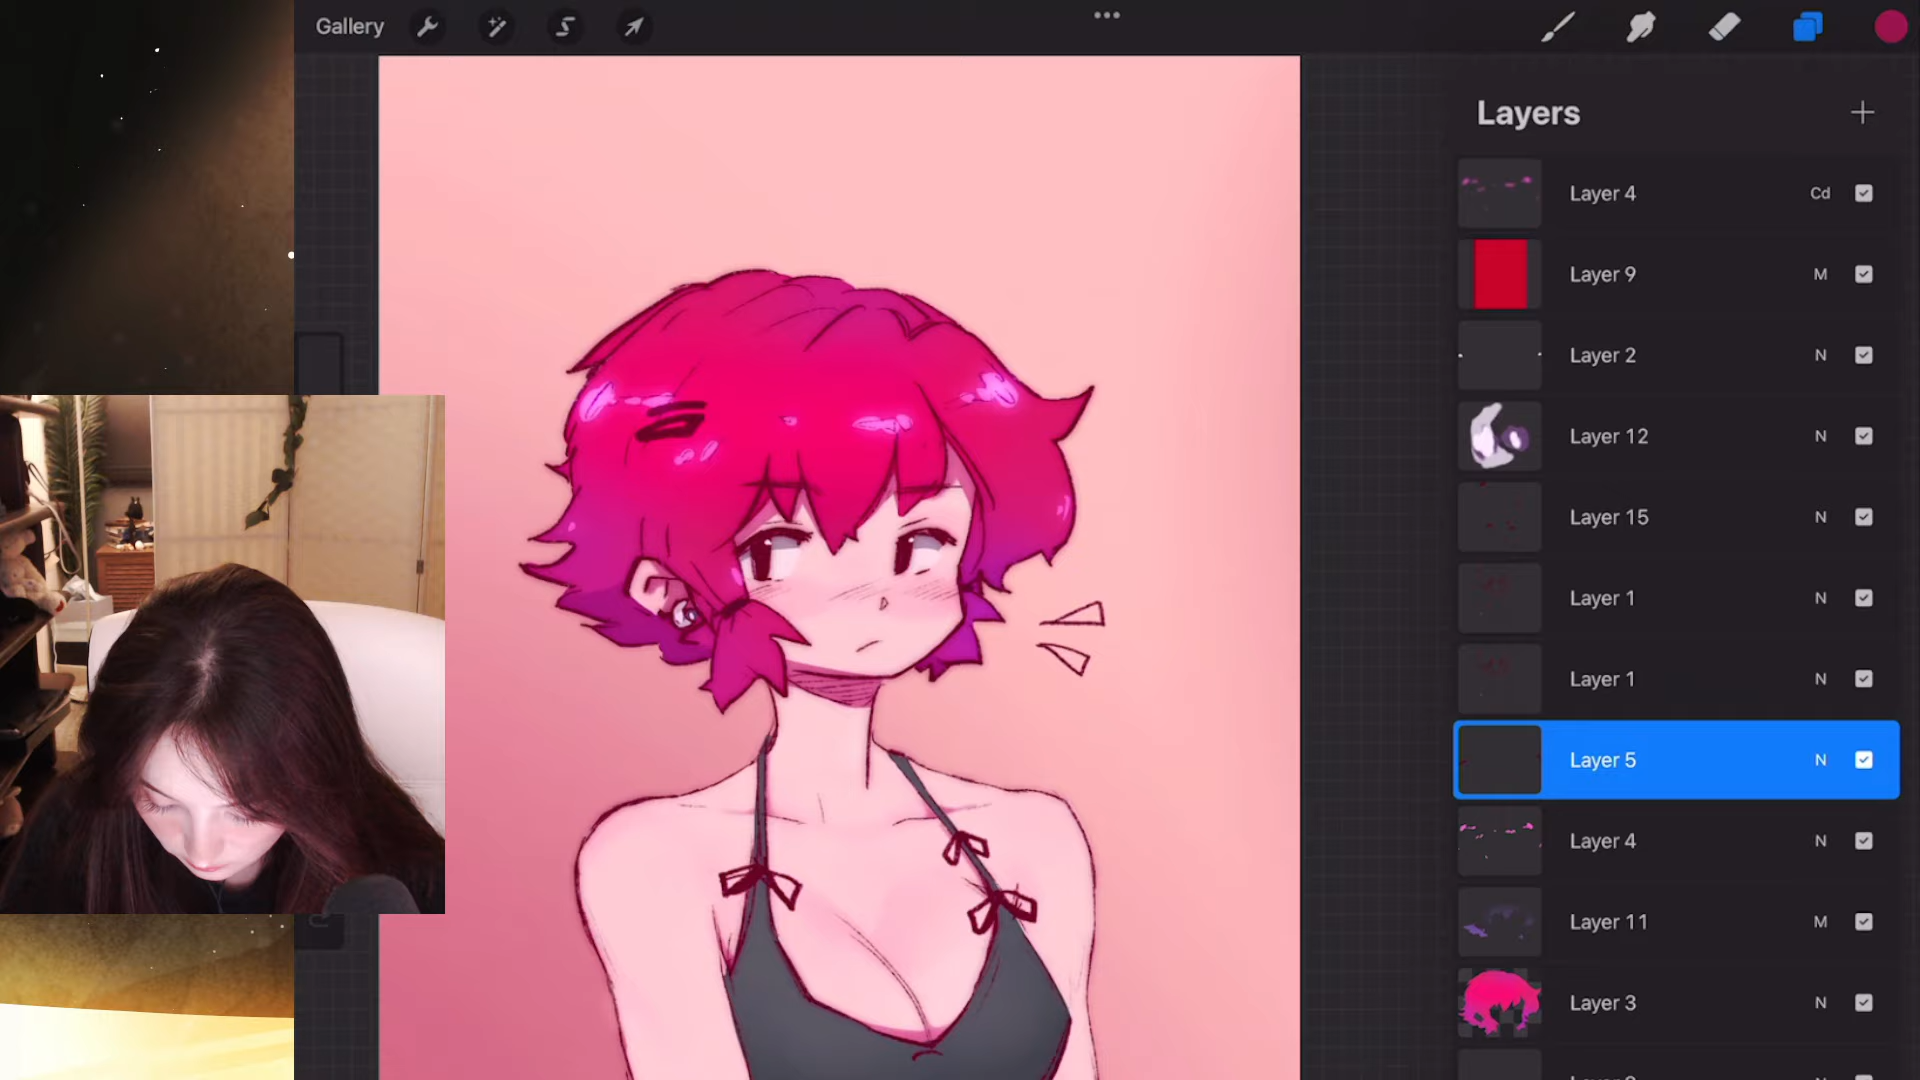 Gallery
Layers
Layer 4 Cd
Layer 9 M
Layer 2 N
Layer 12 N
Layer 15 N
Layer 1 N
Layer 1 N
Layer 5 N
Layer 4 N
Layer 11 M
Layer 3 N